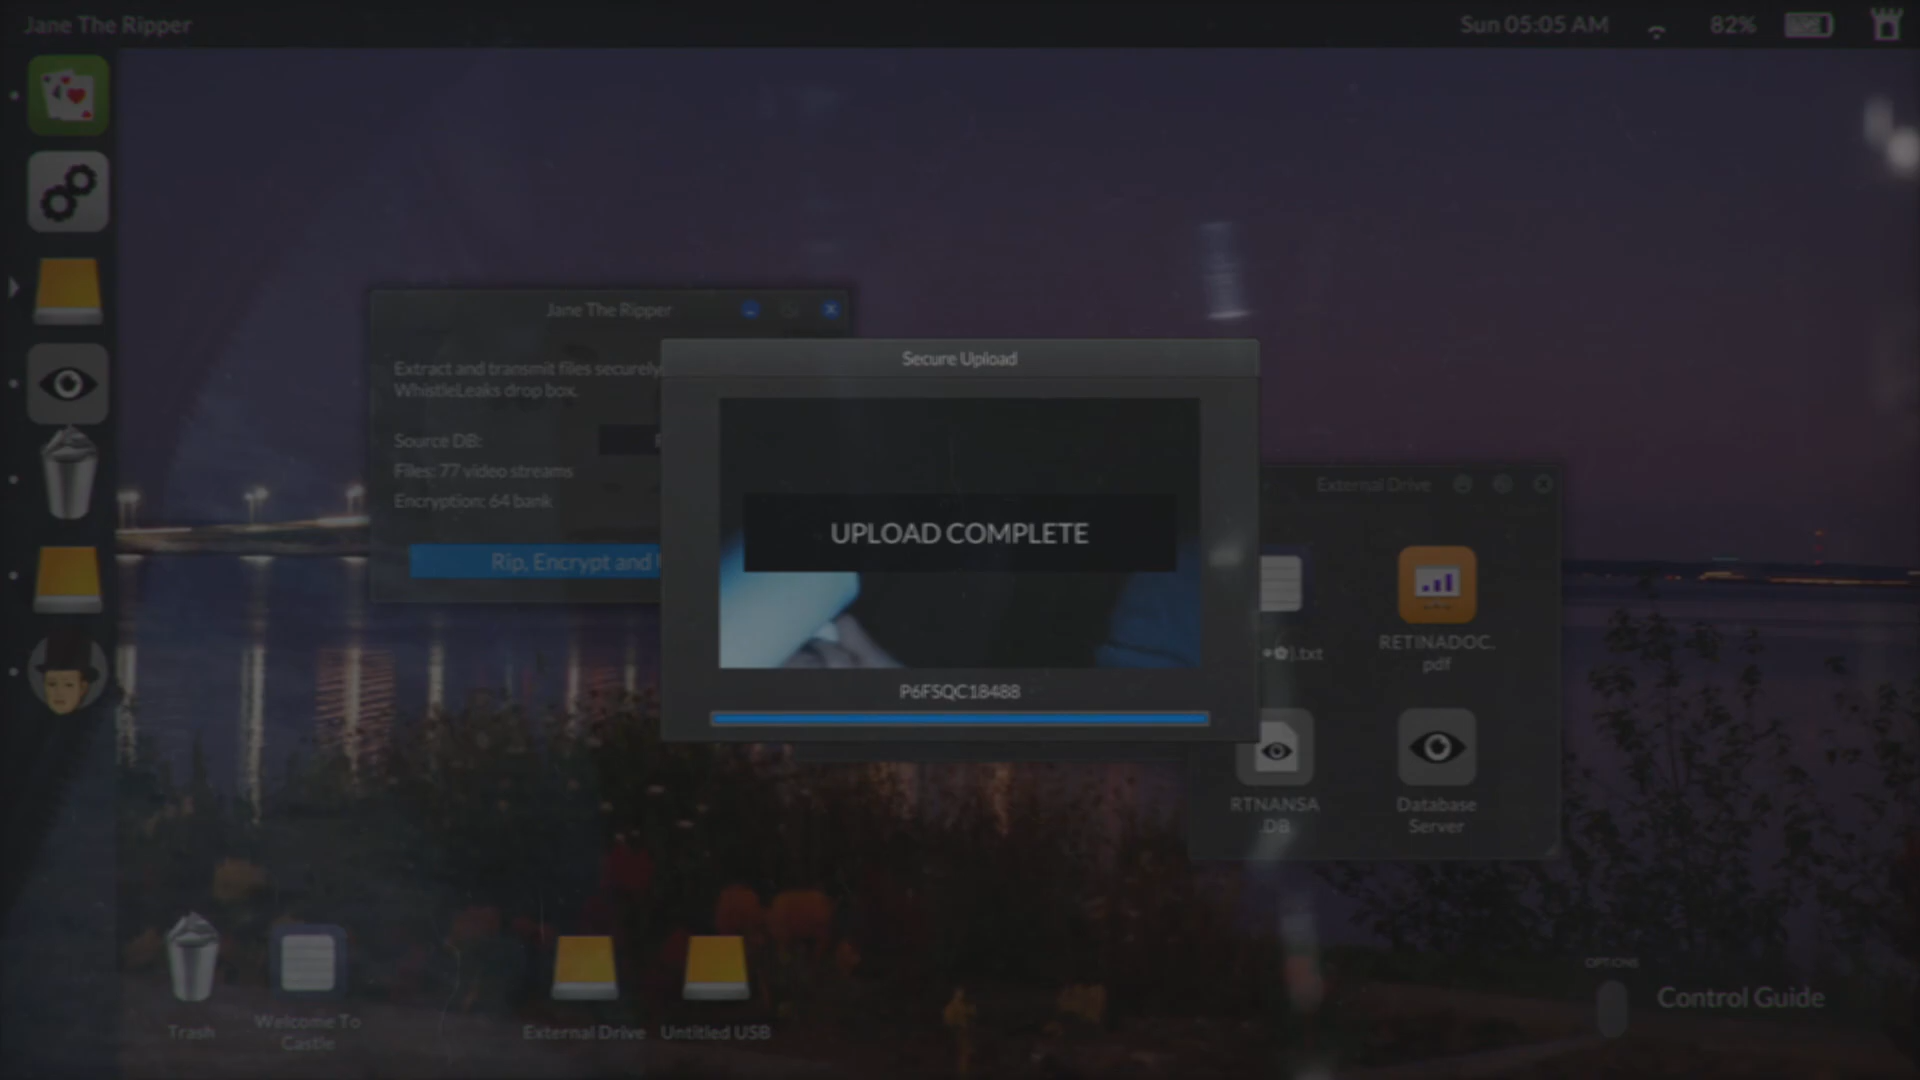 Jane The Ripper
Sun 05:05 AM
82%
Jane The Ripper
Extract and transmit files securely
WhistleLeaks drop box.
Source DB:
Files: 77 video streams
Encryption: 64 bank
Rip, Encrypt and
Secure Upload
UPLOAD COMPLETE
P6FSQC18488
External Drive
).txt
RETINADOC.
pdf
RTNANSA
.DB
Database
Server
Trash
Welcome To
Castle
External Drive
Untitled USB
OPTIONS
Control Guide